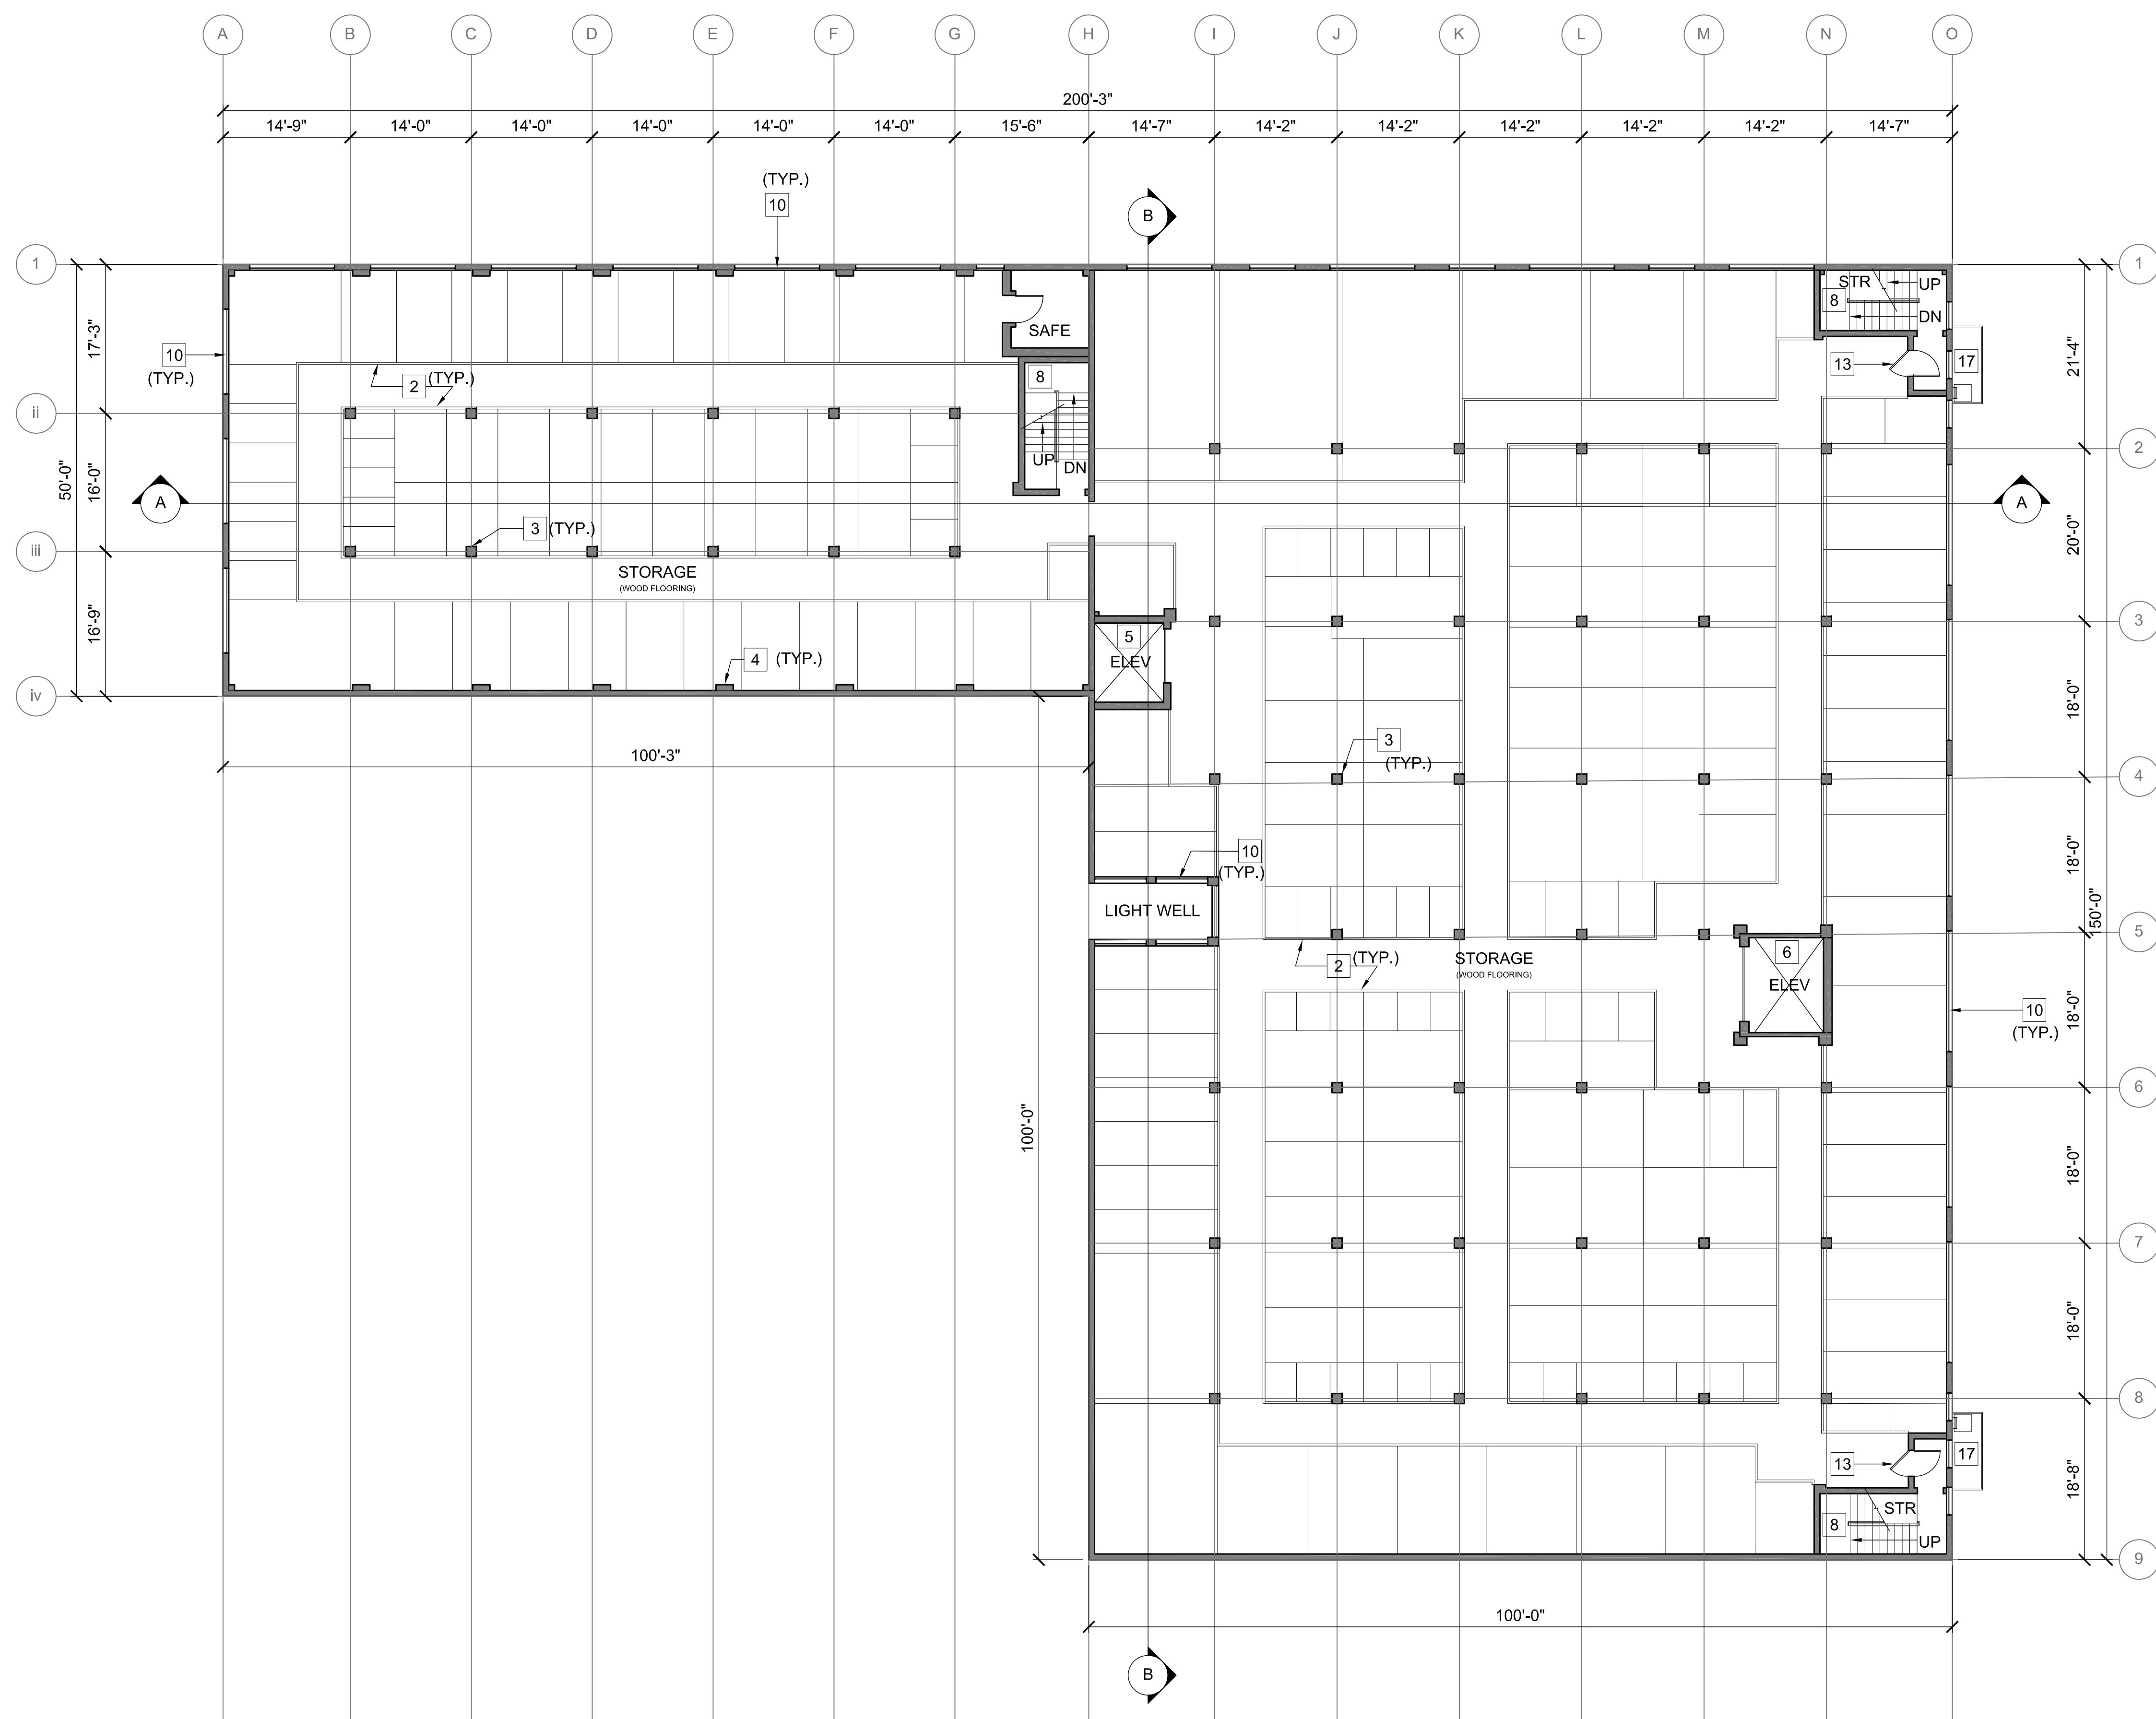 A B C D E F G H I J K L M N O
200'-3"
14'-9" 14'-0" 14'-0" 14'-0" 14'-0" 14'-0" 15'-6" 14'-7" 14'-2" 14'-2" 14'-2" 14'-2" 14'-2" 14'-7"
(TYP.)
10
B
1
1
STR
UP
8
DN
SAFE
17'-3"
10
(TYP.)
21'-4"
13
17
8
2 (TYP.)
ii
2
UP
DN
50'-0"
16'-0"
A
A
3 (TYP.)
20'-0"
iii
STORAGE
(WOOD FLOORING)
16'-9"
3
5
ELEV
4 (TYP.)
iv
18'-0"
3
(TYP.)
100'-3"
4
10
(TYP.)
18'-0"
LIGHT WELL
150'-0"
5
2 (TYP.)
STORAGE
(WOOD FLOORING)
6
ELEV
10
(TYP.)
18'-0"
6
100'-0"
18'-0"
7
18'-0"
8
13
17
18'-8"
STR
8
UP
9
100'-0"
B